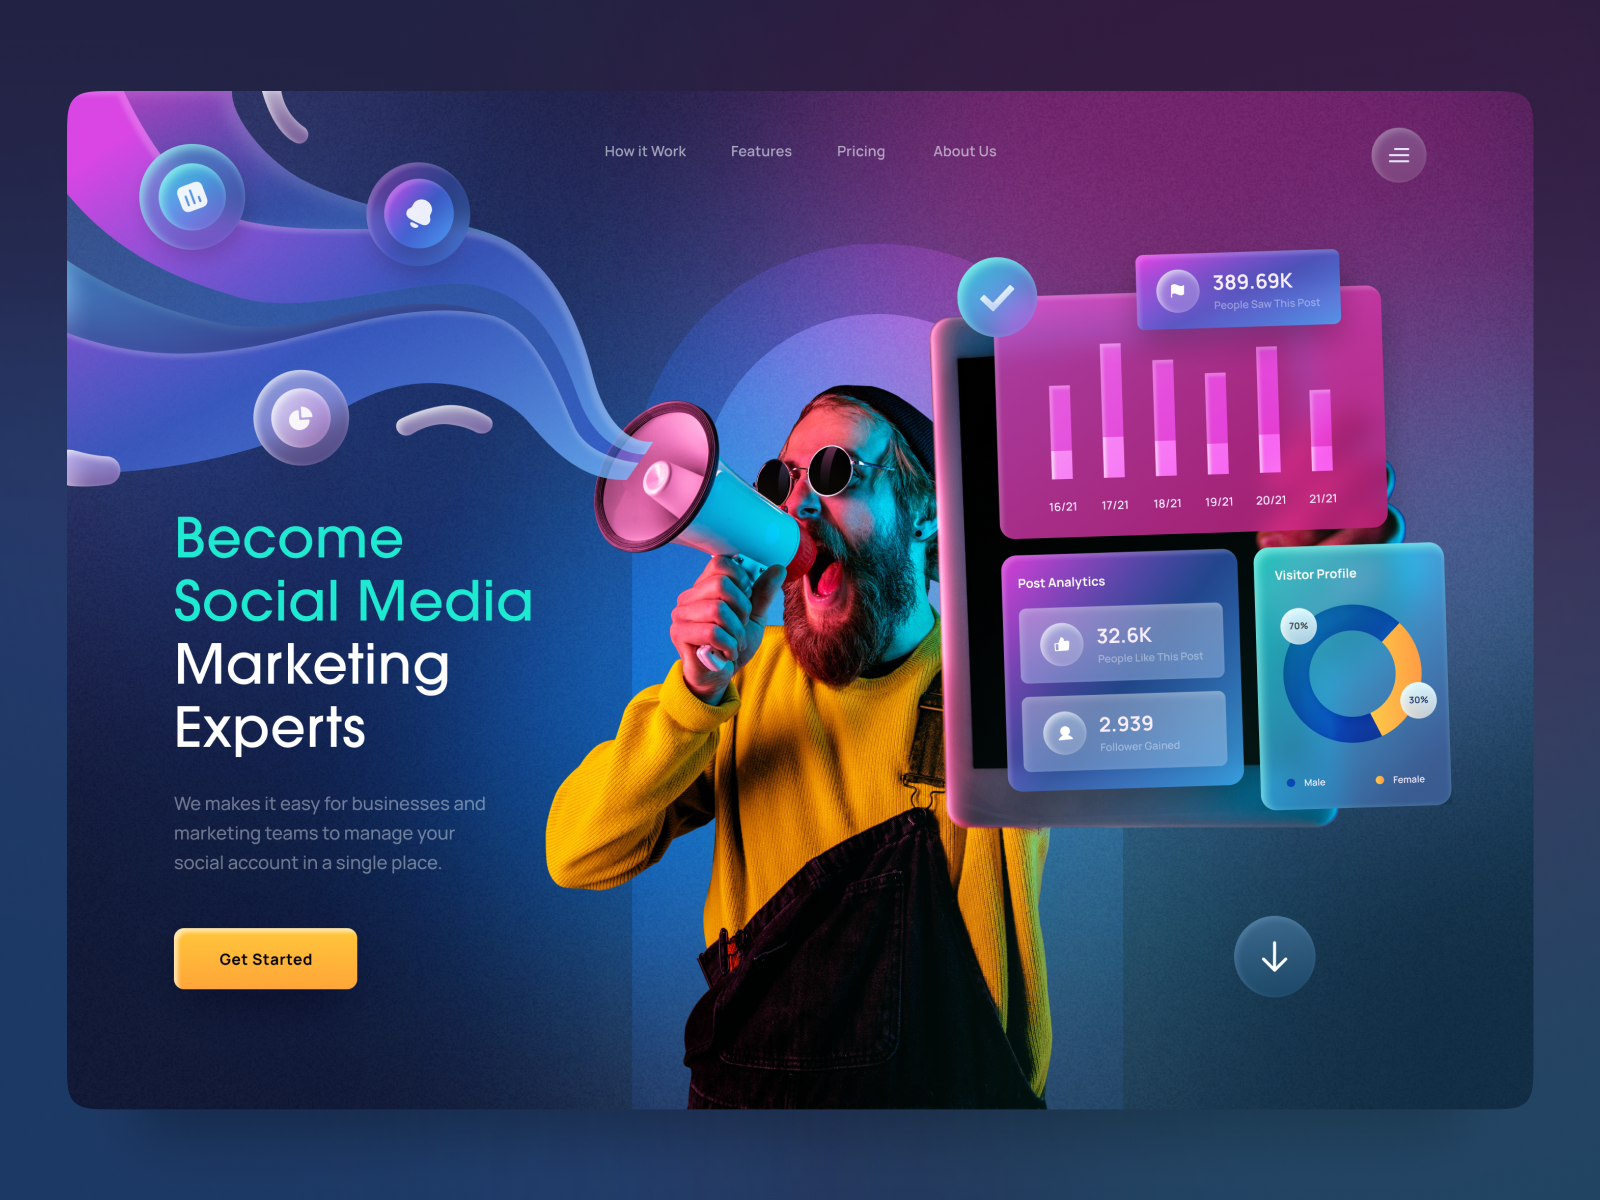 How it Work
Features
Pricing
About Us
389.69K
People Saw This Post
16/21
17/21
18/21
19/21
20/21
21/21
Become
Social Media
Marketing
Experts
We makes it easy for businesses and
marketing teams to manage your
social account in a single place.
Get Started
Post Analytics
32.6K
People Like This Post
2.939
Follower Gained
Visitor Profile
70%
30%
Male
Female